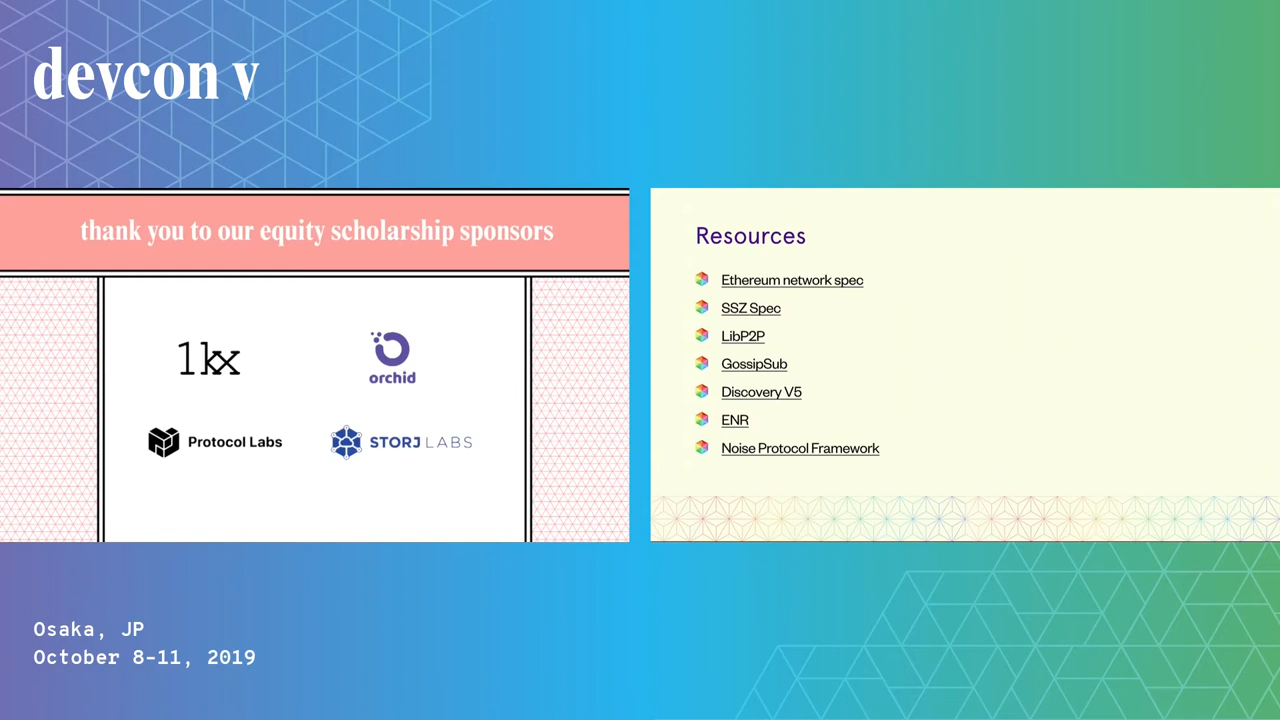 devcon v
thank you to our equity scholarship sponsors
1kx
orchid
Protocol Labs
STORJ LABS
Resources
Ethereum network spec
SSZ Spec
LibP2P
GossipSub
Discovery V5
ENR
Noise Protocol Framework
Osaka, JP
October 8-11, 2019